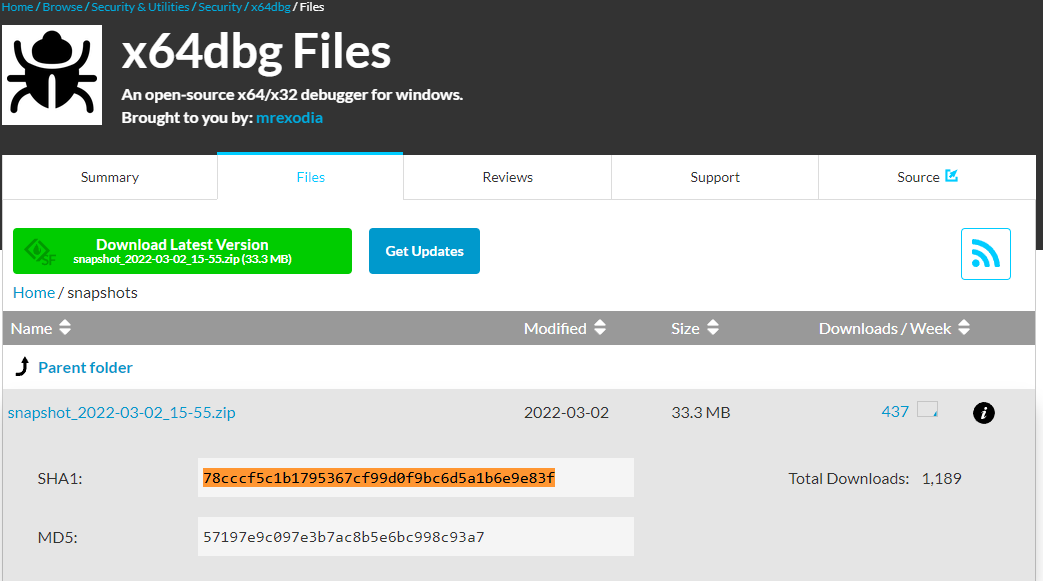 Home / Browse / Security & Utilities / Security / x64dbg / Files
x64dbg Files
An open-source x64/x32 debugger for windows.
Brought to you by: mrexodia
Summary
Files
Reviews
Support
Source
Download Latest Version
snapshot_2022-03-02_15-55.zip (33.3 MB)
SF
Get Updates
Home / snapshots
Name Modified Size Downloads / Week
Parent folder
snapshot_2022-03-02_15-55.zip 2022-03-02 33.3 MB 437 i
SHA1: 78cccf5c1b1795367cf99d0f9bc6d5a1b6e9e83f Total Downloads: 1,189
MD5: 57197e9c097e3b7ac8b5e6bc998c93a7